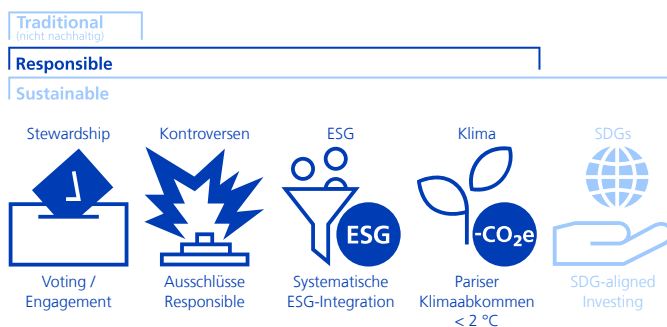 Traditional
(nicht nachhaltig)
Responsible
Sustainable
Stewardship
Kontroversen
ESG
Klima
SDGs
ESG
-CO₂e
Voting /
Engagement
Ausschlüsse
Responsible
Systematische
ESG-Integration
Pariser
Klimaabkommen
< 2 °C
SDG-aligned
Investing